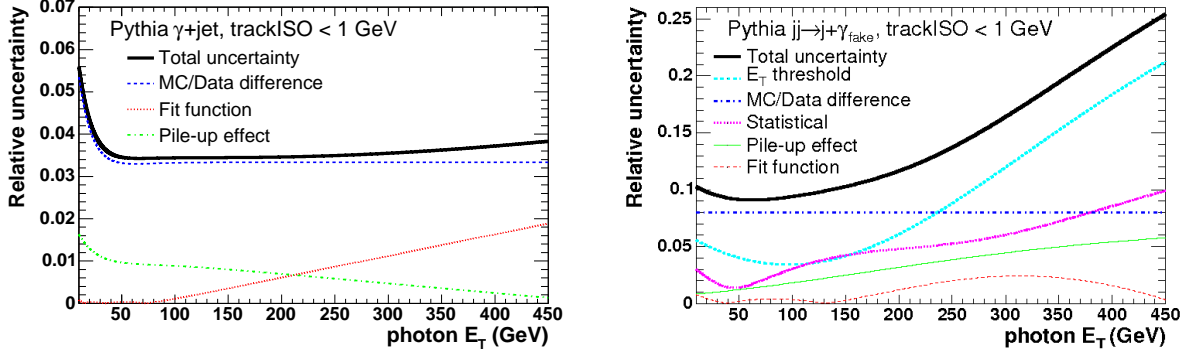 Pythia γ+jet, trackISO < 1 GeV
Total uncertainty
MC/Data difference
Fit function
Pile-up effect
Relative uncertainty
0.07
0.06
0.05
0.04
0.03
0.02
0.01
0
50 100 150 200 250 300 350 400 450
photon E_T (GeV)
Pythia jj→j+γ_fake, trackISO < 1 GeV
Total uncertainty
E_T threshold
MC/Data difference
Statistical
Pile-up effect
Fit function
Relative uncertainty
0.25
0.2
0.15
0.1
0.05
0
50 100 150 200 250 300 350 400 450
photon E_T (GeV)